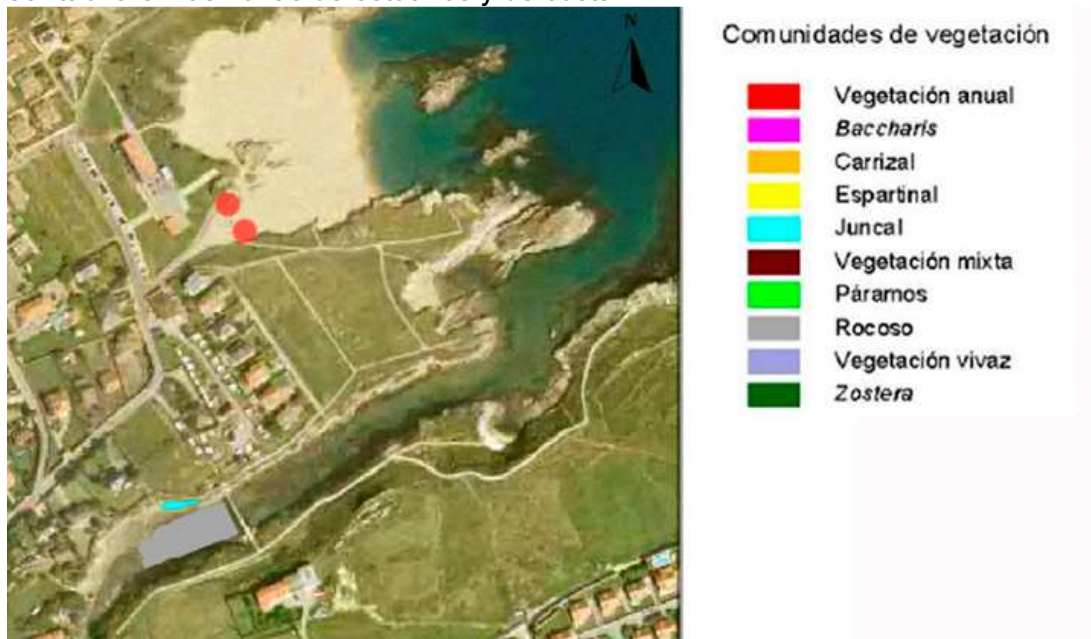 N
Comunidades de vegetación
Vegetación anual
Baccharis
Carrizal
Espartinal
Juncal
Vegetación mixta
Páramos
Rocoso
Vegetación vivaz
Zostera